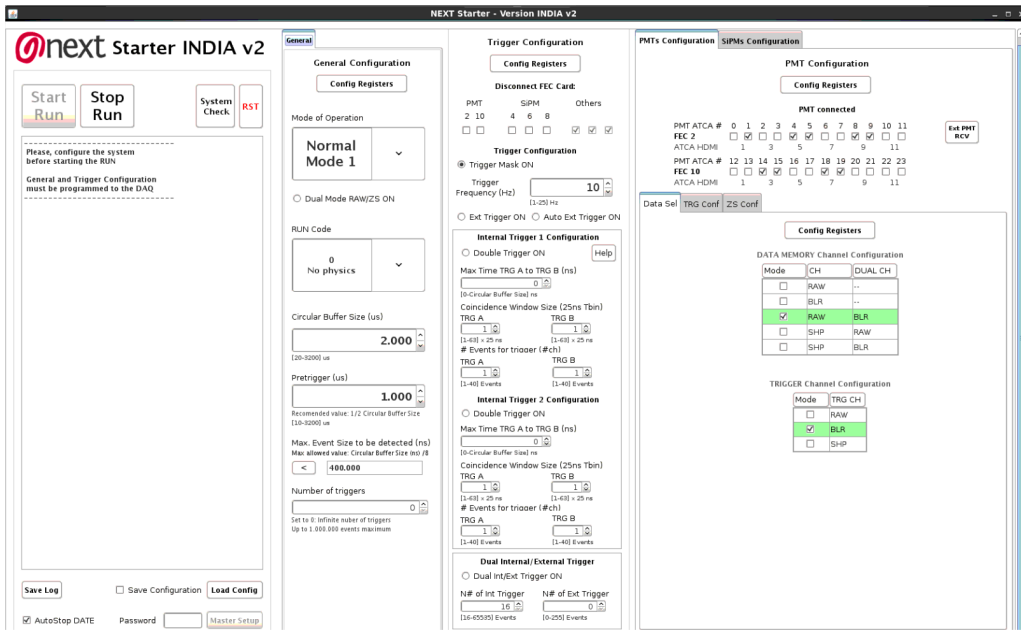 NEXT Starter - Version INDIA v2
next Starter INDIA v2
Start Run
Stop Run
System Check
RST
Please, configure the system
before starting the RUN
General and Trigger Configuration
must be programmed to the DAQ
Save Log
Save Configuration
Load Config
AutoStop DATE
Password
Master Setup
General
General Configuration
Config Registers
Mode of Operation
Normal
Mode 1
Dual Mode RAW/ZS ON
RUN Code
0
No physics
Circular Buffer Size (us)
2.000
[20-3200] us
Pretrigger (us)
1.000
Recomended value: 1/2 Circular Buffer Size
[10-3200] us
Max. Event Size to be detected (ns)
Max allowed value: Circular Buffer Size (ns) /8
< 400.000
Number of triggers
0
Set to 0: Infinite nuber of triggers
Up to 1.000.000 events maximum
Trigger Configuration
Config Registers
Disconnect FEC Card:
PMT SiPM Others
2 10 4 6 8
Trigger Configuration
Trigger Mask ON
Trigger
Frequency (Hz) 10
[1-25] Hz
Ext Trigger ON Auto Ext Trigger ON
Internal Trigger 1 Configuration
Double Trigger ON Help
Max Time TRG A to TRG B (ns)
0
[0-Circular Buffer Size] ns
Coincidence Window Size (25ns Tbin)
TRG A TRG B
1 1
[1-63] x 25 ns [1-63] x 25 ns
# Events for trigger (#ch)
TRG A TRG B
1 1
[1-40] Events [1-40] Events
Internal Trigger 2 Configuration
Double Trigger ON
Max Time TRG A to TRG B (ns)
0
[0-Circular Buffer Size] ns
Coincidence Window Size (25ns Tbin)
TRG A TRG B
1 1
[1-63] x 25 ns [1-63] x 25 ns
# Events for trigger (#ch)
TRG A TRG B
1 1
[1-40] Events [1-40] Events
Dual Internal/External Trigger
Dual Int/Ext Trigger ON
N# of Int Trigger N# of Ext Trigger
16 0
[16-65535] Events [0-255] Events
PMTs Configuration SiPMs Configuration
PMT Configuration
Config Registers
PMT connected
PMT ATCA # 0 1 2 3 4 5 6 7 8 9 10 11
FEC 2
ATCA HDMI 1 3 5 7 9 11
Ext PMT RCV
PMT ATCA # 12 13 14 15 16 17 18 19 20 21 22 23
FEC 10
ATCA HDMI 1 3 5 7 9 11
Data Sel TRG Conf ZS Conf
Config Registers
DATA MEMORY Channel Configuration
Mode CH DUAL CH
RAW --
BLR --
RAW BLR
SHP RAW
SHP BLR
TRIGGER Channel Configuration
Mode TRG CH
RAW
BLR
SHP